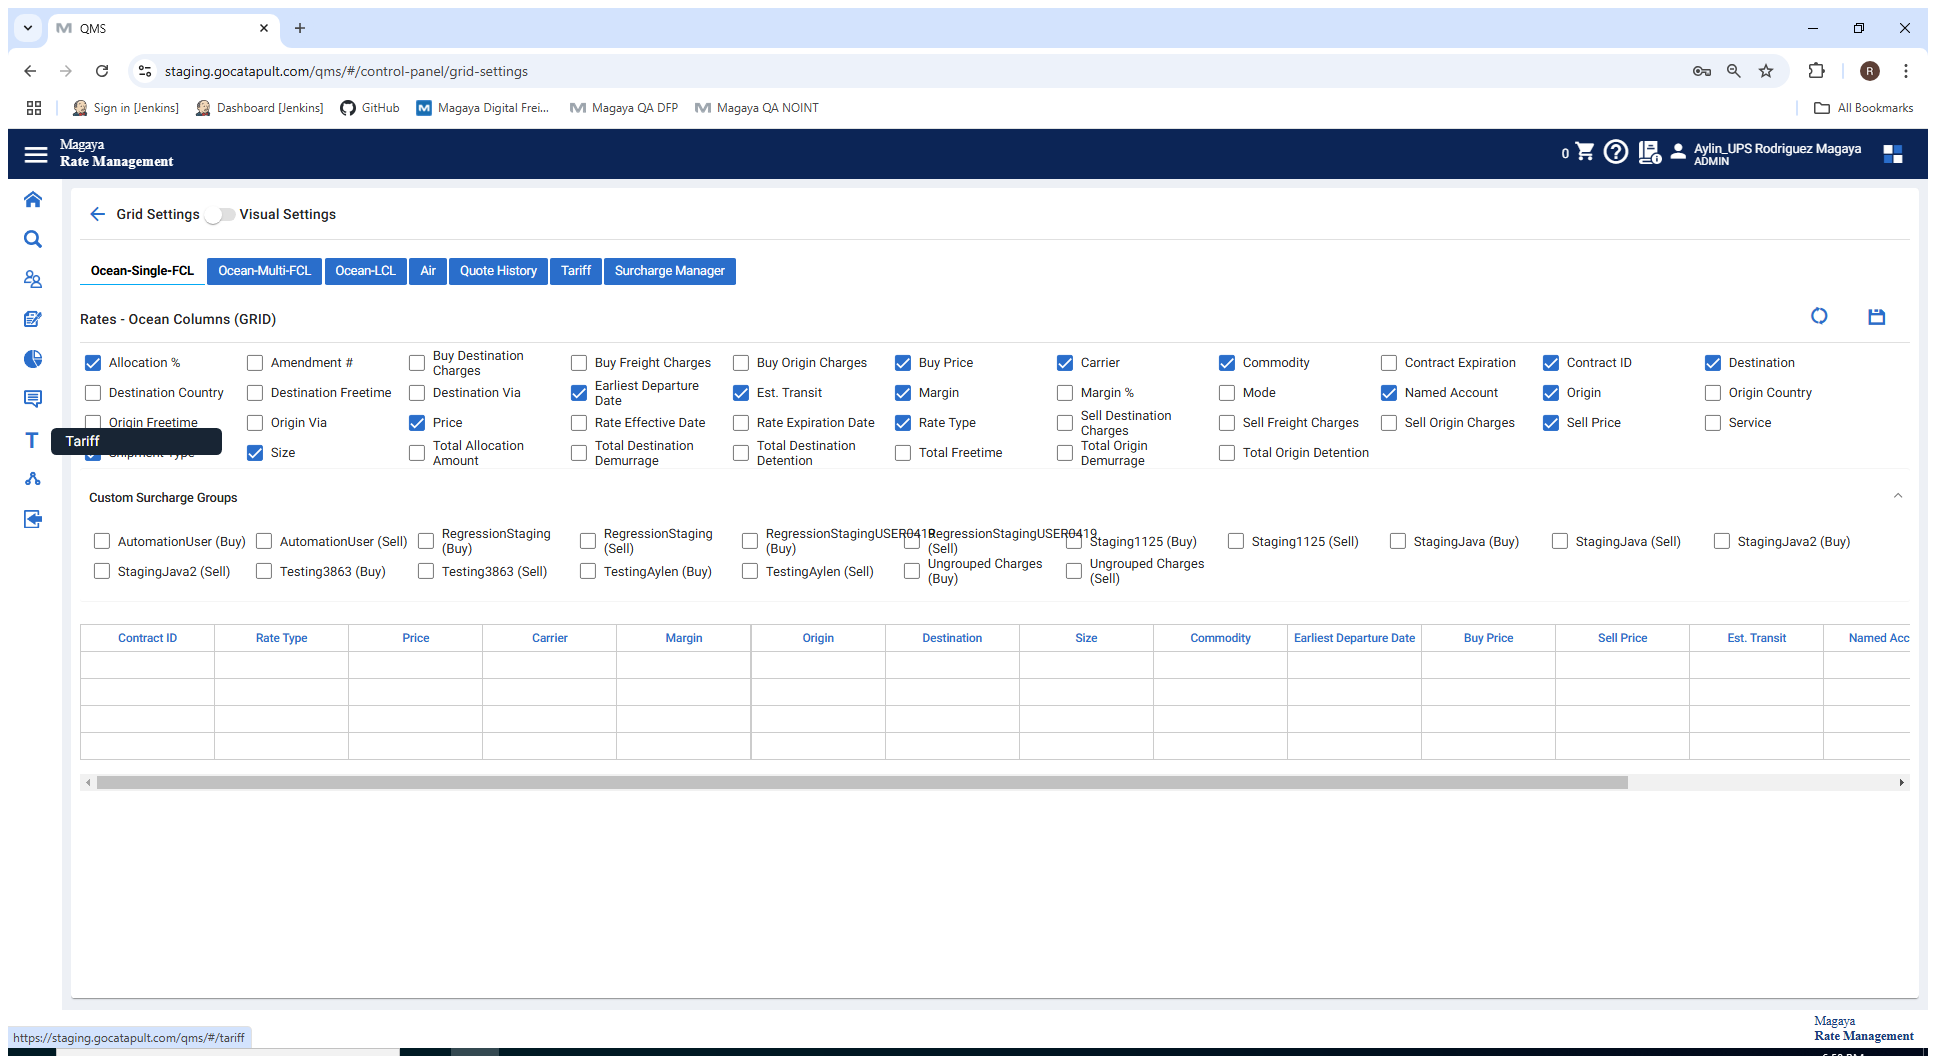 QMS
staging.gocatapult.com/qms/#/control-panel/grid-settings
R
Sign in [Jenkins]
Dashboard [Jenkins]
GitHub
Magaya Digital Frei...
Magaya QA DFP
Magaya QA NOINT
All Bookmarks
Magaya
Rate Management
0
Aylin_UPS Rodriguez Magaya
ADMIN
Grid Settings
Visual Settings
Ocean-Single-FCL
Ocean-Multi-FCL
Ocean-LCL
Air
Quote History
Tariff
Surcharge Manager
Rates - Ocean Columns (GRID)
Allocation %
Amendment #
Buy Destination
Charges
Buy Freight Charges
Buy Origin Charges
Buy Price
Carrier
Commodity
Contract Expiration
Contract ID
Destination
Destination Country
Destination Freetime
Destination Via
Earliest Departure
Date
Est. Transit
Margin
Margin %
Mode
Named Account
Origin
Origin Country
Origin Freetime
Origin Via
Price
Rate Effective Date
Rate Expiration Date
Rate Type
Sell Destination
Charges
Sell Freight Charges
Sell Origin Charges
Sell Price
Service
T
Tariff
Shipment Type
Size
Total Allocation
Amount
Total Destination
Demurrage
Total Destination
Detention
Total Freetime
Total Origin
Demurrage
Total Origin Detention
Custom Surcharge Groups
AutomationUser (Buy)
AutomationUser (Sell)
RegressionStaging
(Buy)
RegressionStaging
(Sell)
RegressionStagingUSER0419
(Buy)
RegressionStagingUSER0419
(Sell)
Staging1125 (Buy)
Staging1125 (Sell)
StagingJava (Buy)
StagingJava (Sell)
StagingJava2 (Buy)
StagingJava2 (Sell)
Testing3863 (Buy)
Testing3863 (Sell)
TestingAylen (Buy)
TestingAylen (Sell)
Ungrouped Charges
(Buy)
Ungrouped Charges
(Sell)
Contract ID
Rate Type
Price
Carrier
Margin
Origin
Destination
Size
Commodity
Earliest Departure Date
Buy Price
Sell Price
Est. Transit
Named Acc
https://staging.gocatapult.com/qms/#/tariff
Magaya
Rate Management